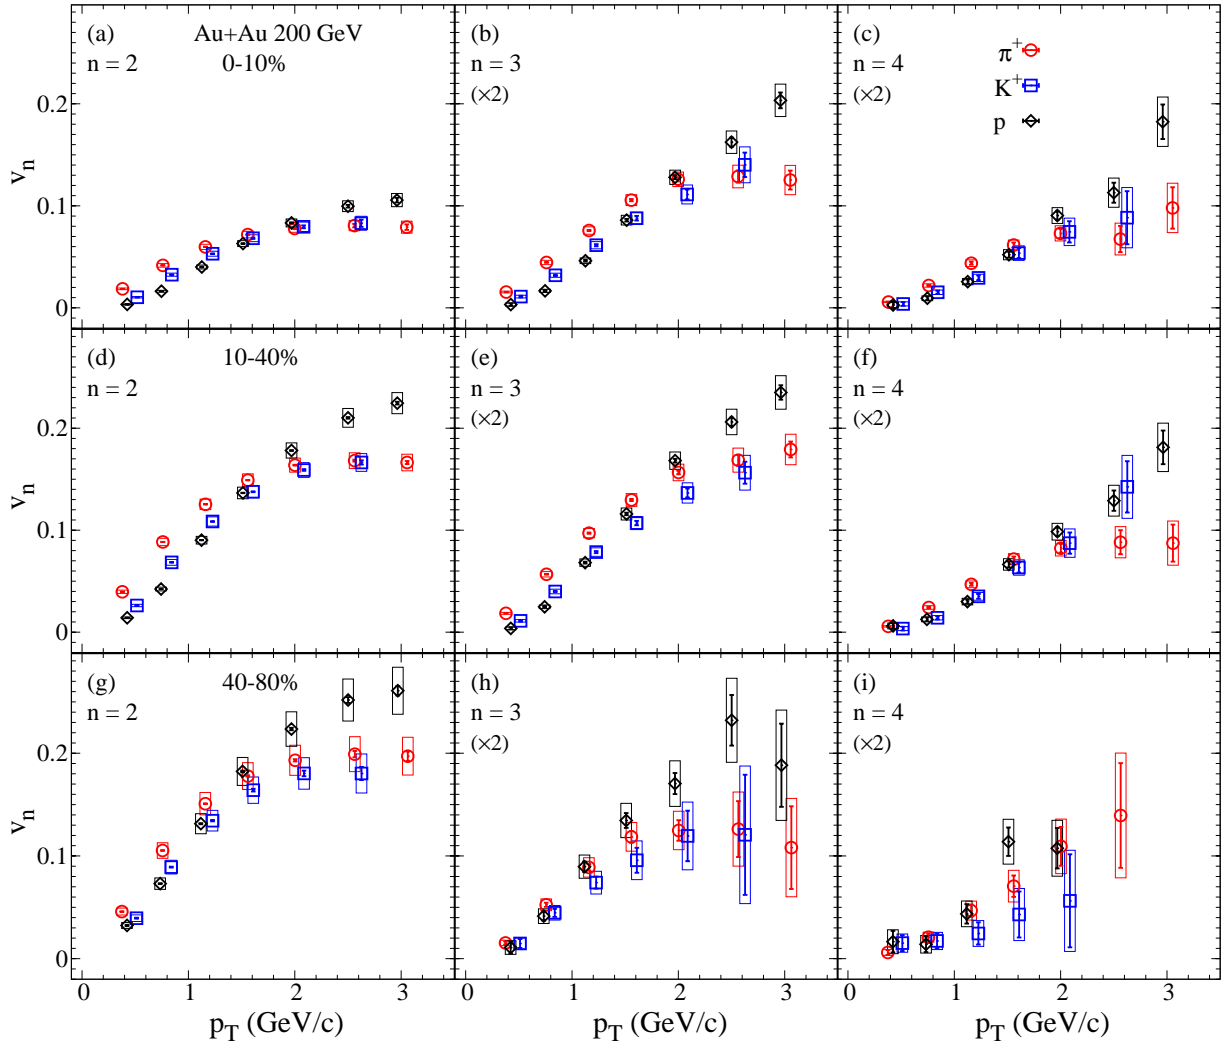 (a) Au+Au 200 GeV
n = 2 0-10%
(b)
n = 3
(×2)
(c)
n = 4
(×2)
π⁺
K⁺
p
0.2
0.1
0
vₙ
(d) 10-40%
n = 2
(e)
n = 3
(×2)
(f)
n = 4
(×2)
0.2
0.1
0
vₙ
(g) 40-80%
n = 2
(h)
n = 3
(×2)
(i)
n = 4
(×2)
0.2
0.1
0
vₙ
0 1 2 3
0 1 2 3
0 1 2 3
p_T (GeV/c)
p_T (GeV/c)
p_T (GeV/c)